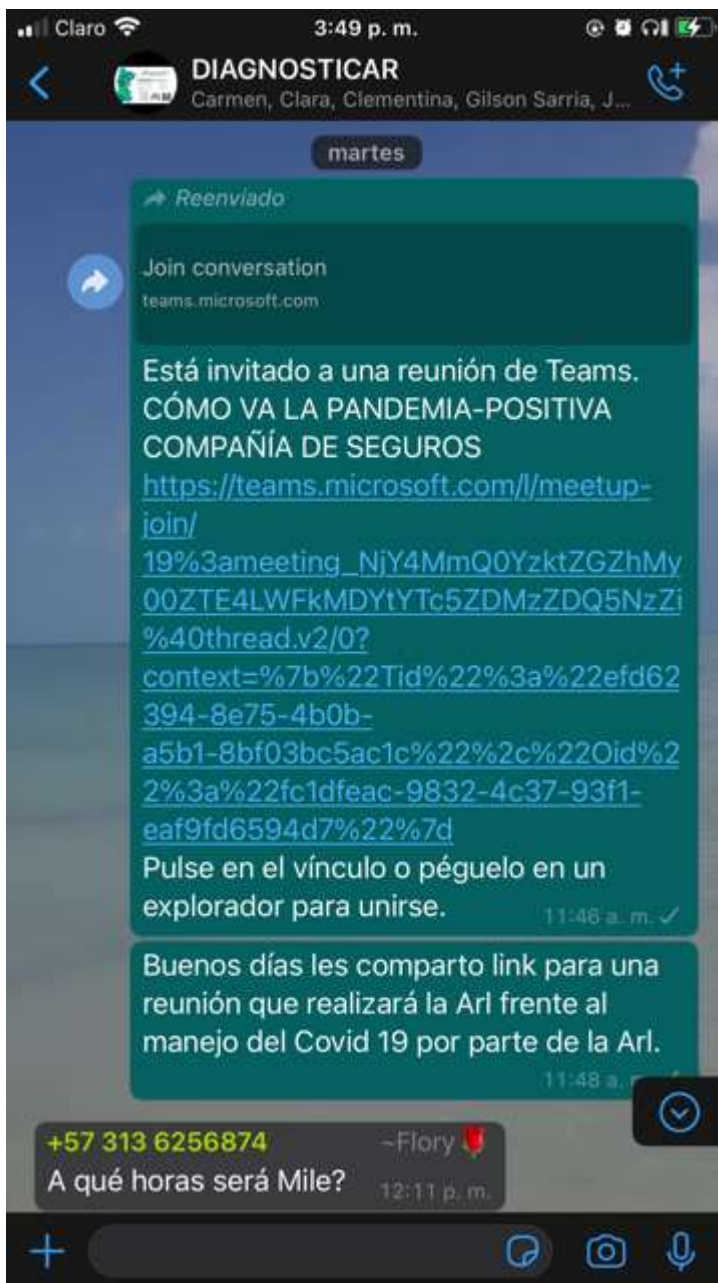 Claro
3:49 p. m.
DIAGNOSTICAR
Carmen, Clara, Clementina, Gilson Sarria, J...
martes
Reenviado
Join conversation
teams.microsoft.com
Está invitado a una reunión de Teams.
CÓMO VA LA PANDEMIA-POSITIVA
COMPAÑÍA DE SEGUROS
https://teams.microsoft.com/l/meetup-
join/
19%3ameeting_NjY4MmQ0YzktZGZhMy
00ZTE4LWFkMDYtYTc5ZDMzZDQ5NzZi
%40thread.v2/0?
context=%7b%22Tid%22%3a%22efd62
394-8e75-4b0b-
a5b1-8bf03bc5ac1c%22%2c%22Oid%2
2%3a%22fc1dfeac-9832-4c37-93f1-
eaf9fd6594d7%22%7d
Pulse en el vínculo o péguelo en un
explorador para unirse.
11:46 a. m.
Buenos días les comparto link para una
reunión que realizará la Arl frente al
manejo del Covid 19 por parte de la Arl.
11:48 a.
+57 313 6256874 ~Flory🌹
A qué horas será Mile?
12:11 p. m.